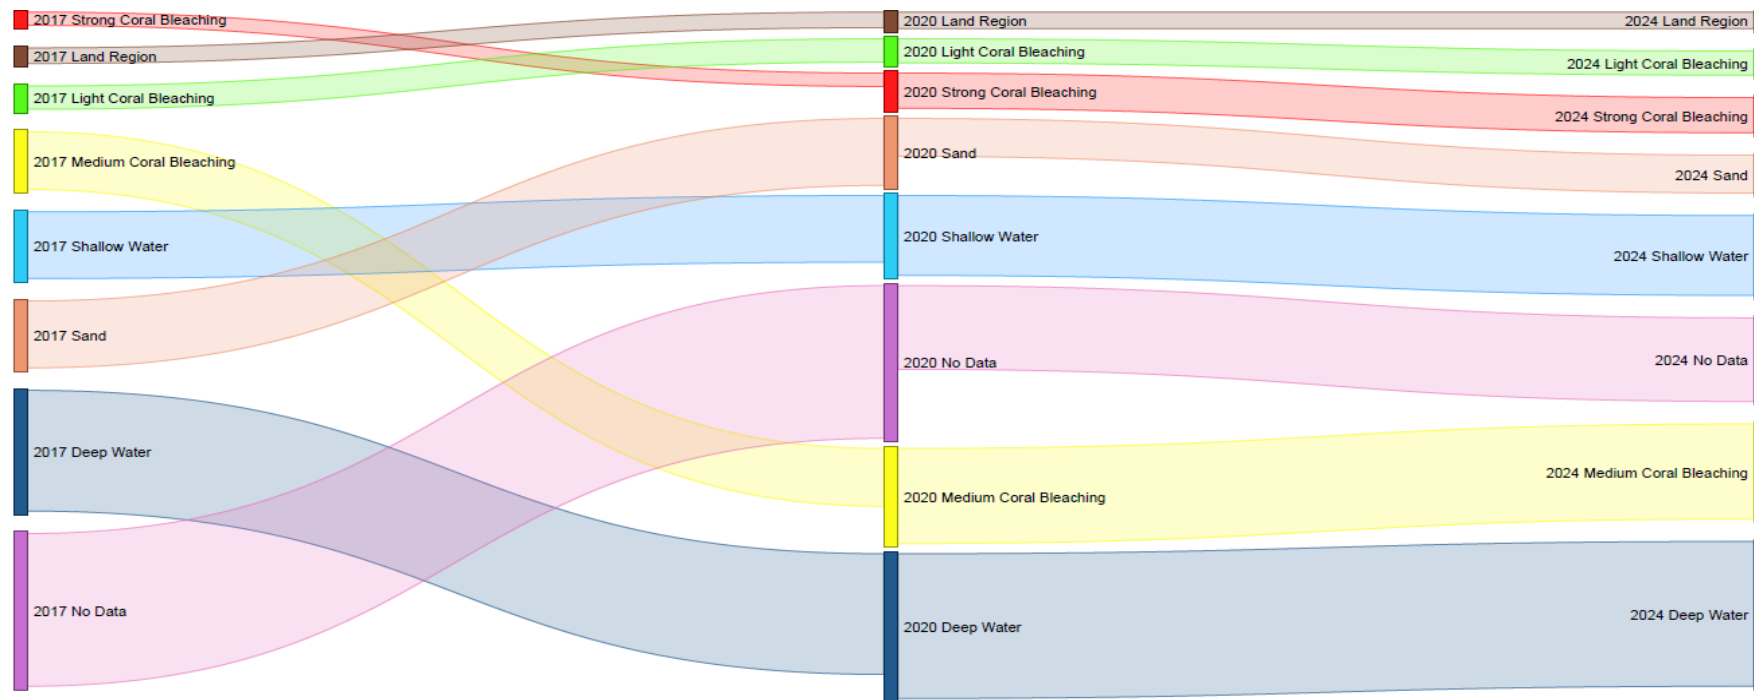 2017 Strong Coral Bleaching
2017 Land Region
2017 Light Coral Bleaching
2017 Medium Coral Bleaching
2017 Shallow Water
2017 Sand
2017 Deep Water
2017 No Data
2020 Land Region
2020 Light Coral Bleaching
2020 Strong Coral Bleaching
2020 Sand
2020 Shallow Water
2020 No Data
2020 Medium Coral Bleaching
2020 Deep Water
2024 Land Region
2024 Light Coral Bleaching
2024 Strong Coral Bleaching
2024 Sand
2024 Shallow Water
2024 No Data
2024 Medium Coral Bleaching
2024 Deep Water